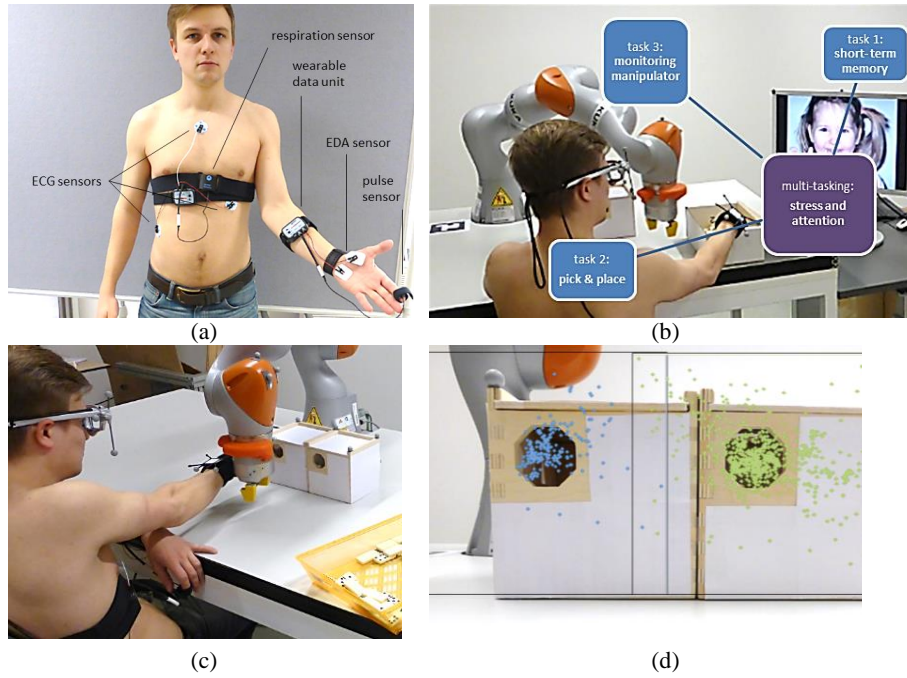 respiration sensor
wearable
data unit
EDA sensor
pulse
sensor
ECG sensors
(a)
task 3:
monitoring
manipulator
task 1:
short-term
memory
multi-tasking:
stress and
attention
task 2:
pick & place
KUKA
(b)
(c)
(d)